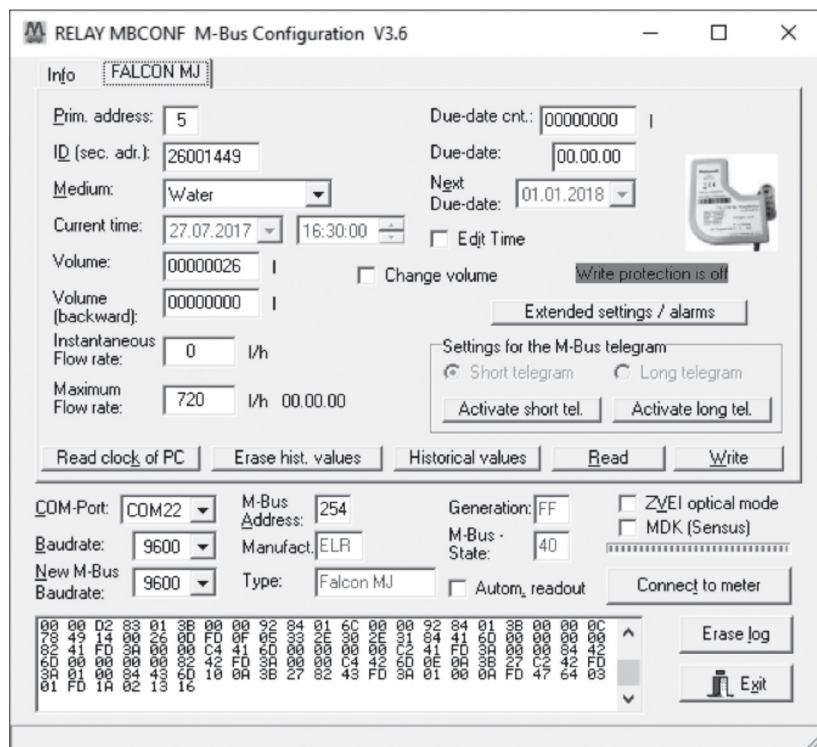 RELAY MBCONF M-Bus Configuration V3.6
Info FALCON MJ
Prim. address: 5 Due-date cnt.: 00000000 l
ID (sec. adr.): 26001449 Due-date: 00.00.00
Medium: Water Next Due-date: 01.01.2018
Current time: 27.07.2017 16:30:00 Edit Time
Volume: 00000026 l Change volume Write protection is off
Volume (backward): 00000000 l Extended settings / alarms
Instantaneous Flow rate: 0 l/h Settings for the M-Bus telegram
Short telegram Long telegram
Maximum Flow rate: 720 l/h 00.00.00 Activate short tel. Activate long tel.
Read clock of PC Erase hist. values Historical values Read Write
COM-Port: COM22 M-Bus Address: 254 Generation: FF ZVEI optical mode
MDK (Sensus)
Baudrate: 9600 Manufact. ELR M-Bus - State: 40
New M-Bus Baudrate: 9600 Type: Falcon MJ Autom. readout Connect to meter
00 00 D2 83 01 3B 00 00 92 84 01 6C 00 00 92 84 01 3B 00 00 0C
78 49 14 00 26 0D FD 0F 05 33 2E 30 2E 31 84 41 6D 00 00 00 00
82 41 FD 3A 00 00 C4 41 6D 00 00 00 00 C2 41 FD 3A 00 00 84 42
6D 00 00 00 00 82 42 FD 3A 00 00 C4 42 6D 0E 0A 3B 27 C2 42 FD
3A 01 00 84 43 6D 10 0A 3B 27 82 43 FD 3A 01 00 0A FD 47 64 03
01 FD 1A 02 13 16
Erase log
Exit